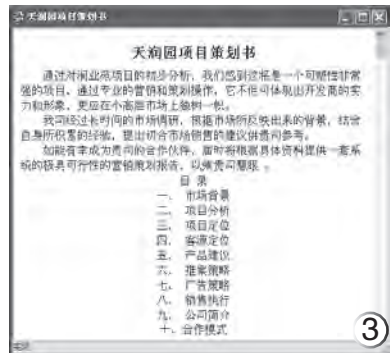 天润园项目策划书
天润园项目策划书
通过对润业苑项目的初步分析，我们感到这是一个可塑性非常
强的项目，通过专业的营销和策划操作，它不但可体现出开发商的实
力和形象，更应在小高层市场上独树一帜。
我司经过长时间的市场调研，根据市场所反映出来的背景，结合
自身所积累的经验，提出切合市场销售的建议供贵司参考。
如能有幸成为贵司的合作伙伴，届时将根据具体资料提供一套系
统的极具可行性的营销策划报告，以候贵司慧眼。
目 录
一、 市场背景
二、 项目分析
三、 项目定位
四、 客源定位
五、 产品建议
六、 推案策略
七、 广告策略
八、 销售执行
九、 公司简介
十、 合作模式
③
完毕